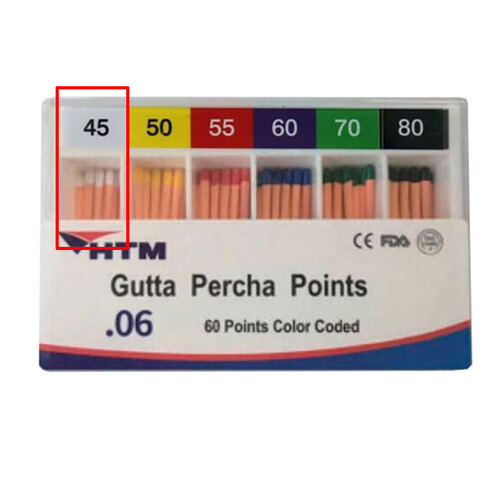 45 50 55 60 70 80
HTM
CE FDA
Gutta Percha Points
.06
60 Points Color Coded